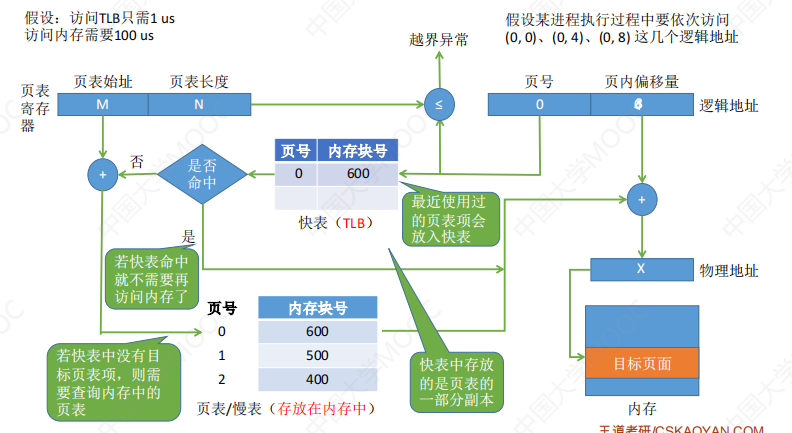 假设：访问TLB只需1 us
访问内存需要100 us
假设某进程执行过程中要依次访问
(0, 0)、(0, 4)、(0, 8) 这几个逻辑地址
越界异常
页表始址
页表长度
页号
页内偏移量
页表
寄存
器
M
N
≤
0
逻辑地址
页号
内存块号
0
600
快表（TLB）
是否
命中
否
是
+
+
最近使用过
的页表项会
放入快表
若快表命中
就不需要再
访问内存了
X
物理地址
页号
内存块号
0
600
1
500
2
400
页表/慢表（存放在内存中）
若快表中没有目
标页表项，则需
要查询内存中的
页表
快表中存放
的是页表的
一部分副本
目标页面
内存
王道考研/CSKAOYAN.COM
中国大学MOOC